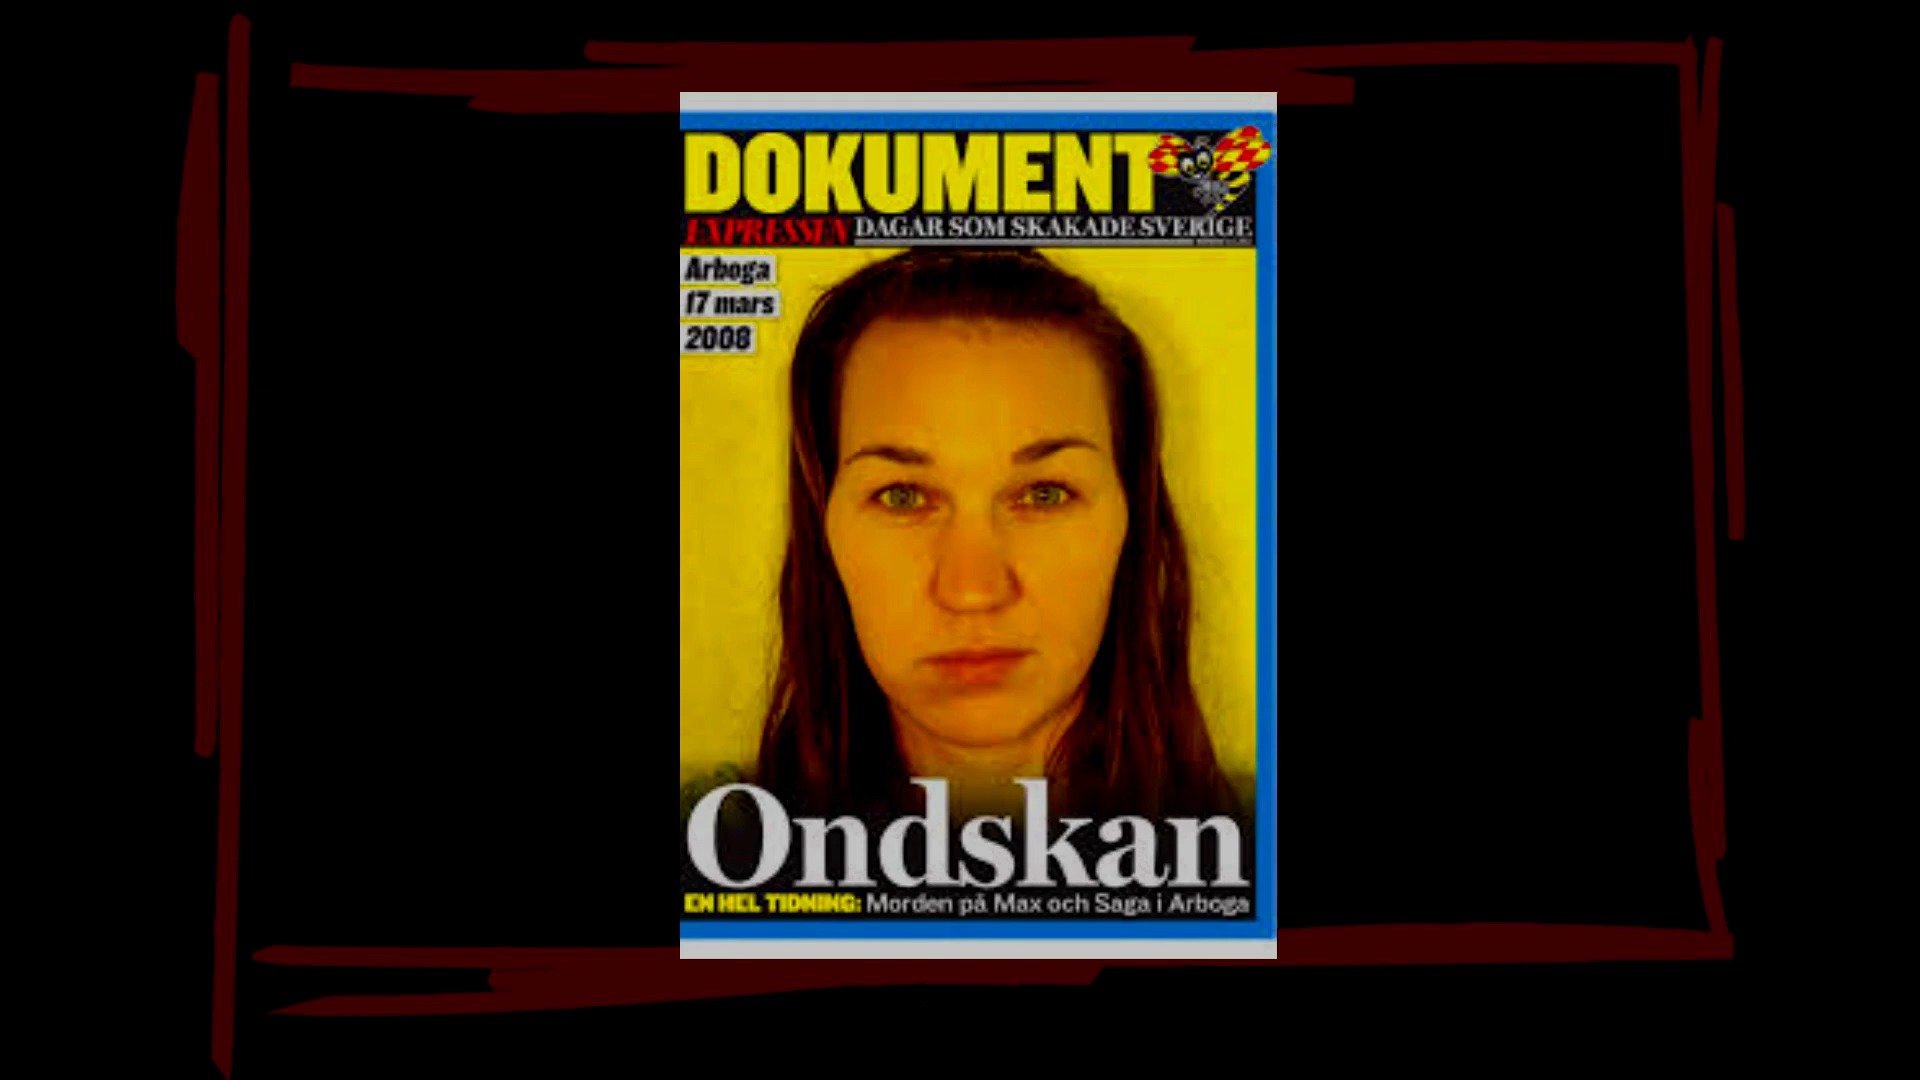 DOKUMENT
EXPRESSEN DAGAR SOM SKAKADE SVERIGE
Arboga
17 mars
2008
Ondskan
EN HEL TIDNING: Morden på Max och Saga i Arboga